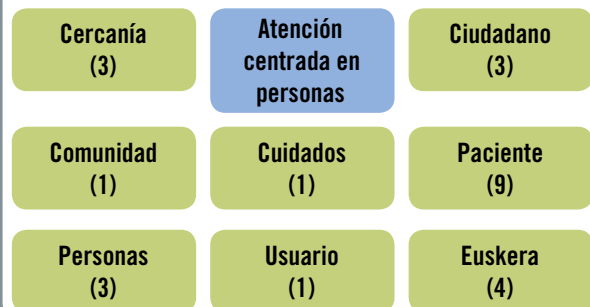 Cercanía
(3)
Atención
centrada en
personas
Ciudadano
(3)
Comunidad
(1)
Cuidados
(1)
Paciente
(9)
Personas
(3)
Usuario
(1)
Euskera
(4)